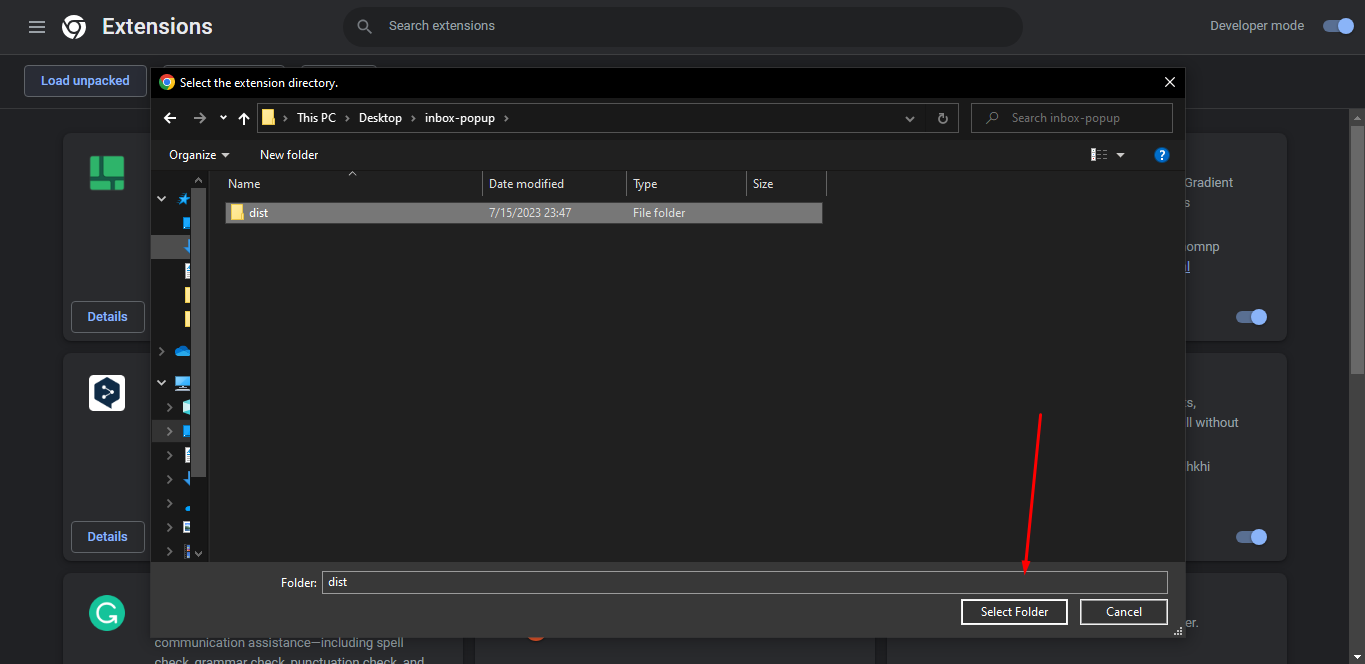 Extensions
Search extensions
Developer mode
Load unpacked
Select the extension directory.
This PC > Desktop > inbox-popup >
Search inbox-popup
Organize
New folder
?
Name
Date modified
Type
Size
dist
7/15/2023 23:47
File folder
Gradient
s
omnp
Details
s,
ll without
hkhi
Details
Folder:
dist
Select Folder
Cancel
G
er.
communication assistance—including spell
check, grammar check, punctuation check, and